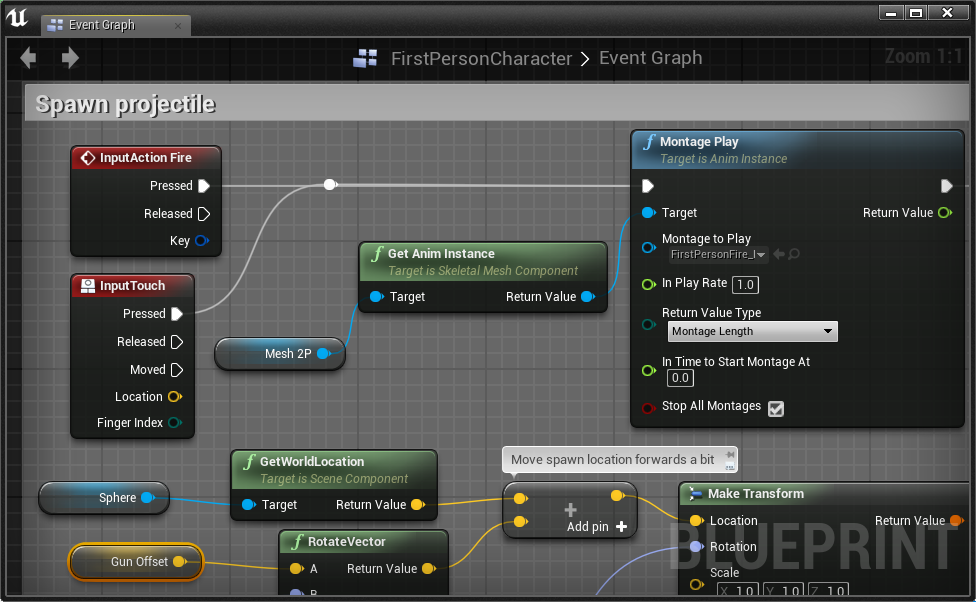 Event Graph
FirstPersonCharacter > Event Graph
Zoom 1:1
Spawn projectile
InputAction Fire
Pressed
Released
Key
InputTouch
Pressed
Released
Moved
Location
Finger Index
Mesh 2P
f Get Anim Instance
Target is Skeletal Mesh Component
Target Return Value
f Montage Play
Target is Anim Instance
Target Return Value
Montage to Play
FirstPersonFire_
In Play Rate 1.0
Return Value Type
Montage Length
In Time to Start Montage At
0.0
Stop All Montages
Sphere
f GetWorldLocation
Target is Scene Component
Target Return Value
Gun Offset
f RotateVector
A Return Value
B
Move spawn location forwards a bit
Add pin +
Make Transform
Location Return Value
Rotation
Scale
X 1.0 Y 1.0 Z 1.0
BLUEPRINT